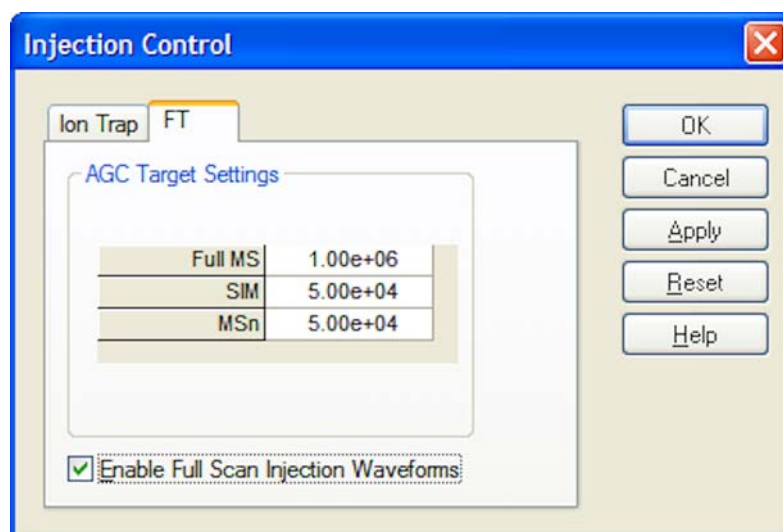 Injection Control
Ion Trap FT
AGC Target Settings
Full MS 1.00e+06
SIM 5.00e+04
MSn 5.00e+04
Enable Full Scan Injection Waveforms
OK
Cancel
Apply
Reset
Help